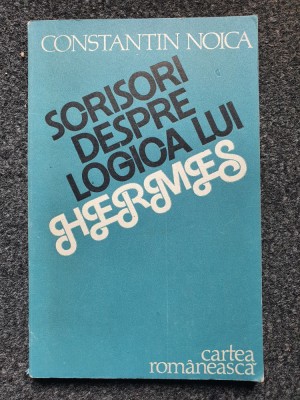 CONSTANTIN NOICA
SCRISORI
DESPRE
LOGICA LUI
HERMES
cartea
românească